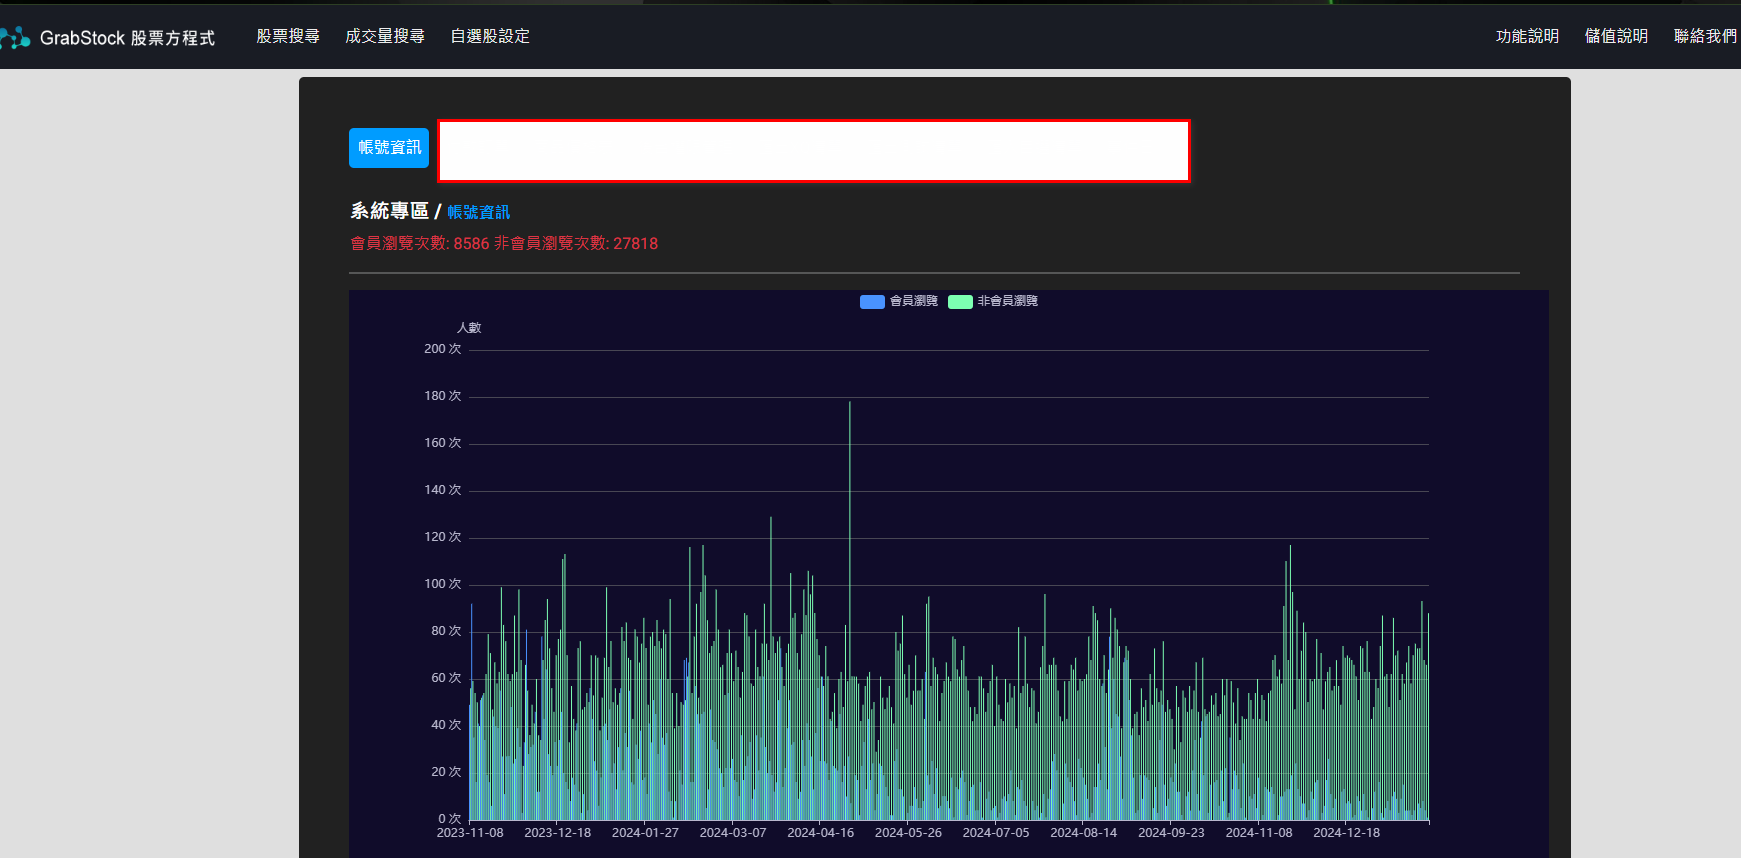 GrabStock 股票方程式 股票搜尋 成交量搜尋 自選股設定 功能說明 儲值說明 聯絡我們
帳號資訊
系統專區 / 帳號資訊
會員瀏覽次數: 8586 非會員瀏覽次數: 27818
會員瀏覽 非會員瀏覽
人數
200 次
180 次
160 次
140 次
120 次
100 次
80 次
60 次
40 次
20 次
0 次
2023-11-08 2023-12-18 2024-01-27 2024-03-07 2024-04-16 2024-05-26 2024-07-05 2024-08-14 2024-09-23 2024-11-08 2024-12-18